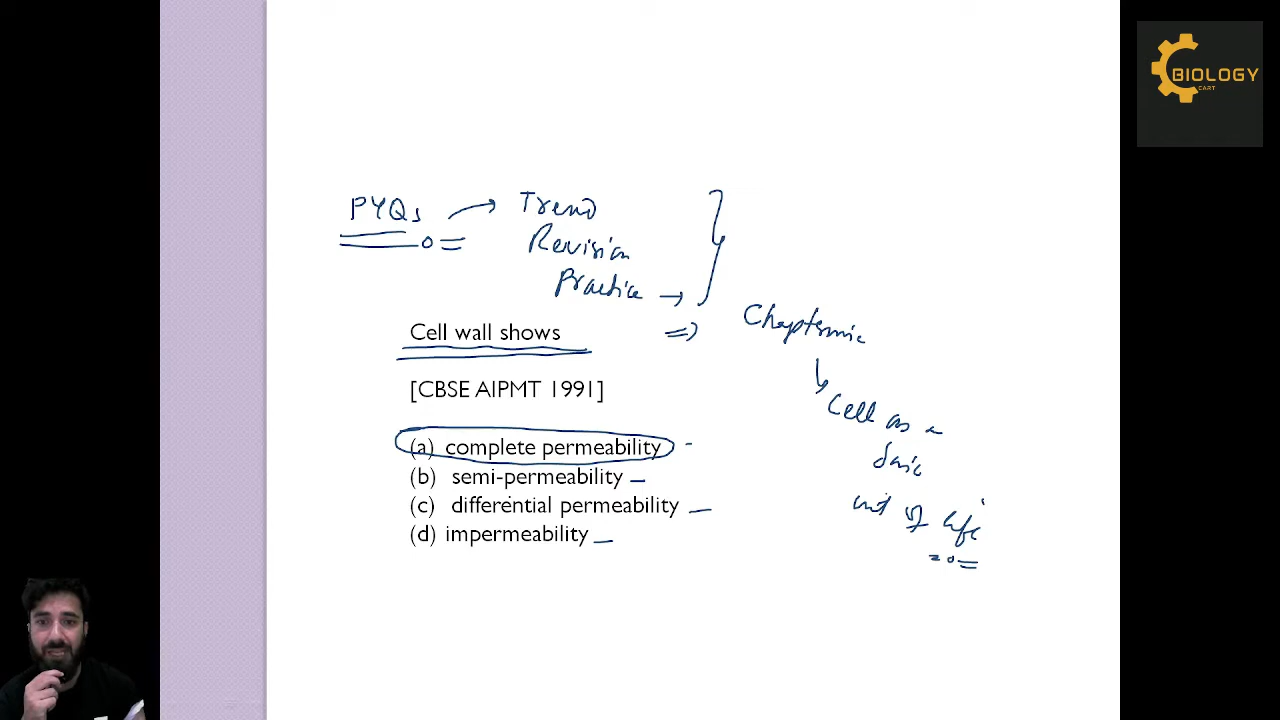 BIOLOGY
CART
PYQs → Trend
Revision
Practice →
⇒ Chapterwise
Cell wall shows
[CBSE AIPMT 1991]
(a) complete permeability
(b) semi-permeability
(c) differential permeability
(d) impermeability
Cell as a
unit of life